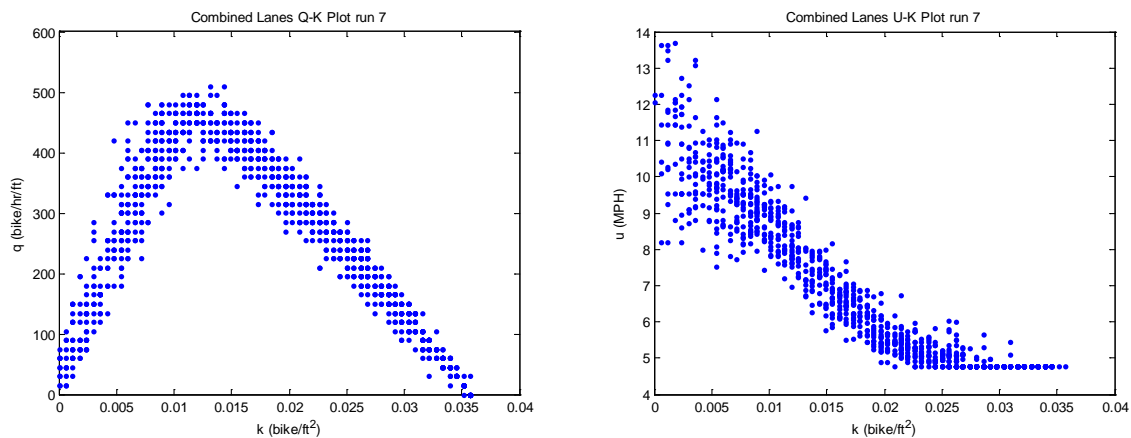 Combined Lanes Q-K Plot run 7
600
500
400
300
200
100
0
q (bike/hr/ft)
0 0.005 0.01 0.015 0.02 0.025 0.03 0.035 0.04
k (bike/ft²)
Combined Lanes U-K Plot run 7
14
13
12
11
10
9
8
7
6
5
4
u (MPH)
0 0.005 0.01 0.015 0.02 0.025 0.03 0.035 0.04
k (bike/ft²)